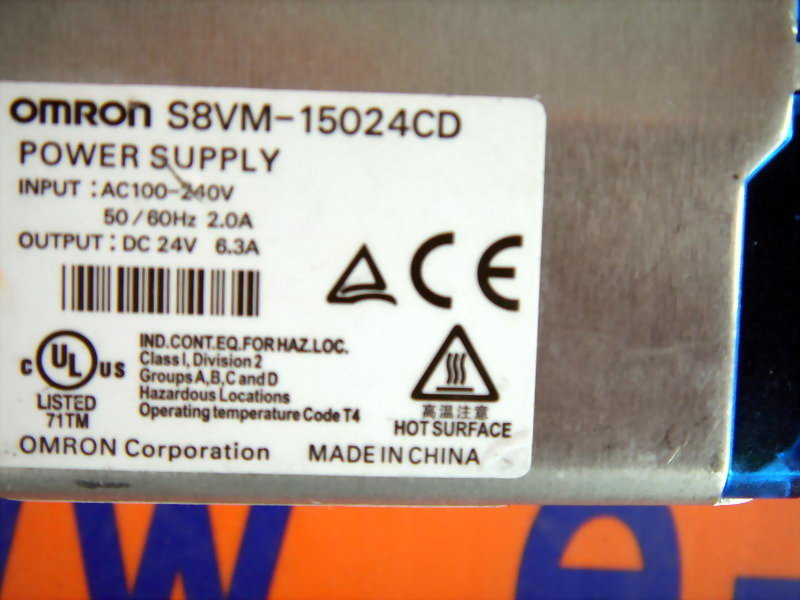 OMRON S8VM-15024CD
POWER SUPPLY
INPUT : AC100-240V
50/60Hz 2.0A
OUTPUT : DC 24V 6.3A
CE
C UL US
LISTED
71TM
IND.CONT.EQ.FOR HAZ.LOC.
Class I, Division 2
Groups A,B,C and D
Hazardous Locations
Operating temperature Code T4
高温注意
HOT SURFACE
OMRON Corporation MADE IN CHINA
w e-